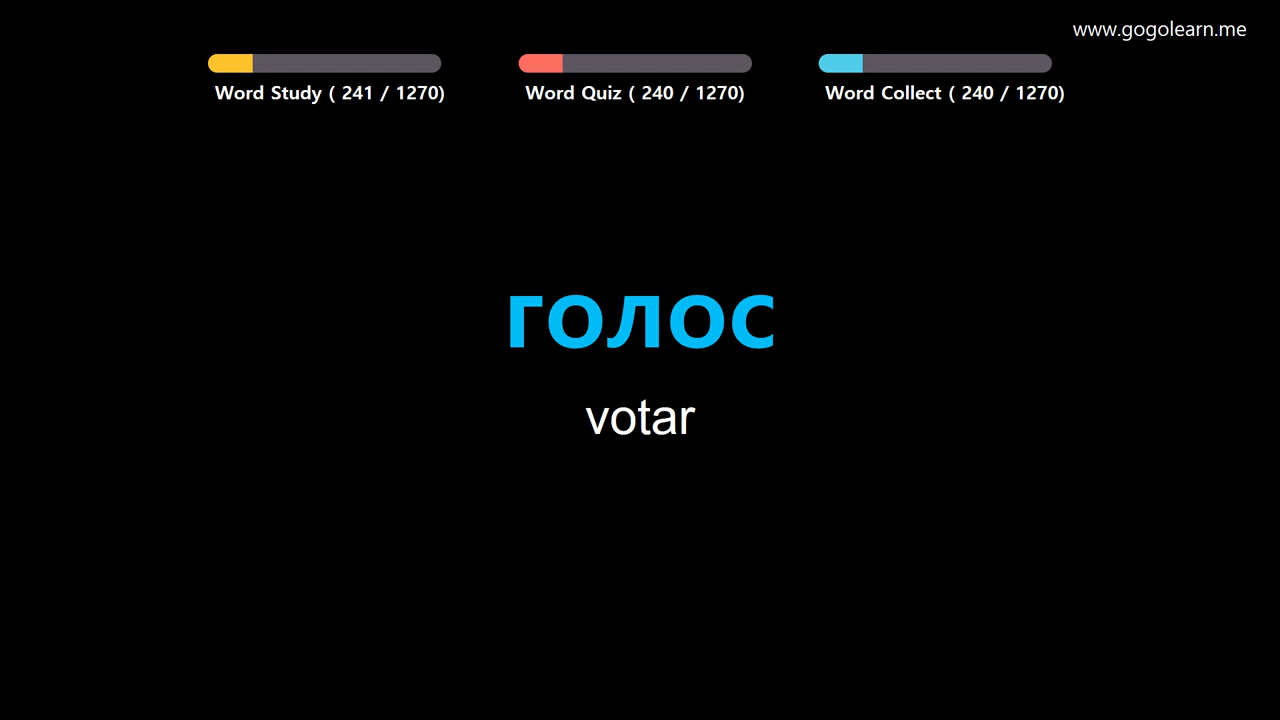 www.gogolearn.me
Word Study ( 241 / 1270)
Word Quiz ( 240 / 1270)
Word Collect ( 240 / 1270)
голос
votar